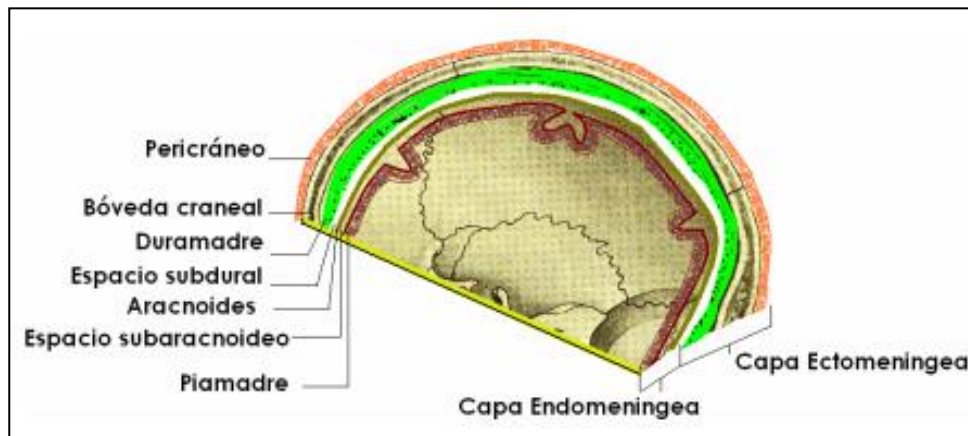 Pericráneo
Bóveda craneal
Duramadre
Espacio subdural
Aracnoides
Espacio subaracnoideo
Piamadre
Capa Ectomeningea
Capa Endomeningea